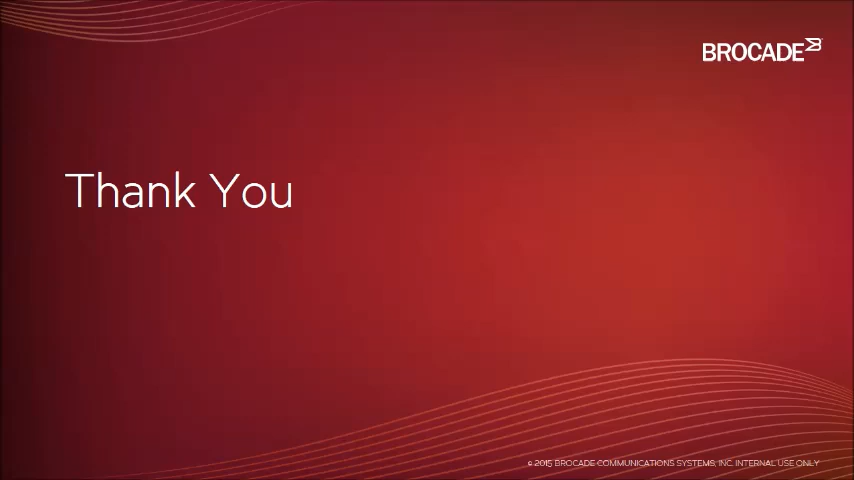 BROCADE
Thank You
© 2015 BROCADE COMMUNICATIONS SYSTEMS, INC. INTERNAL USE ONLY